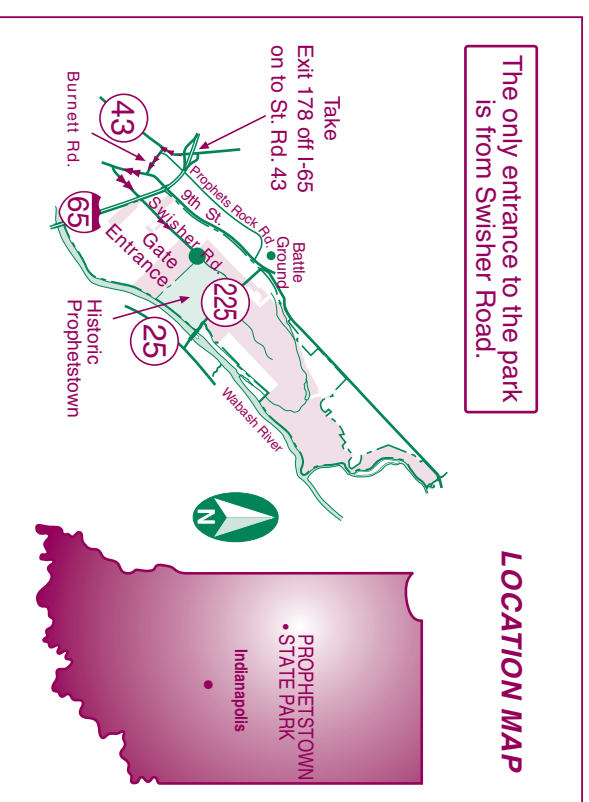 The only entrance to the park
is from Swisher Road.
LOCATION MAP
Take
Exit 178 off I-65
on to St. Rd. 43
43
Burnett Rd.
Prophets Rock Rd.
9th St.
Swisher Rd.
Battle
Ground
65
Gate
Entrance
225
25
Historic
Prophetstown
Wabash River
N
PROPHETSTOWN
STATE PARK
Indianapolis